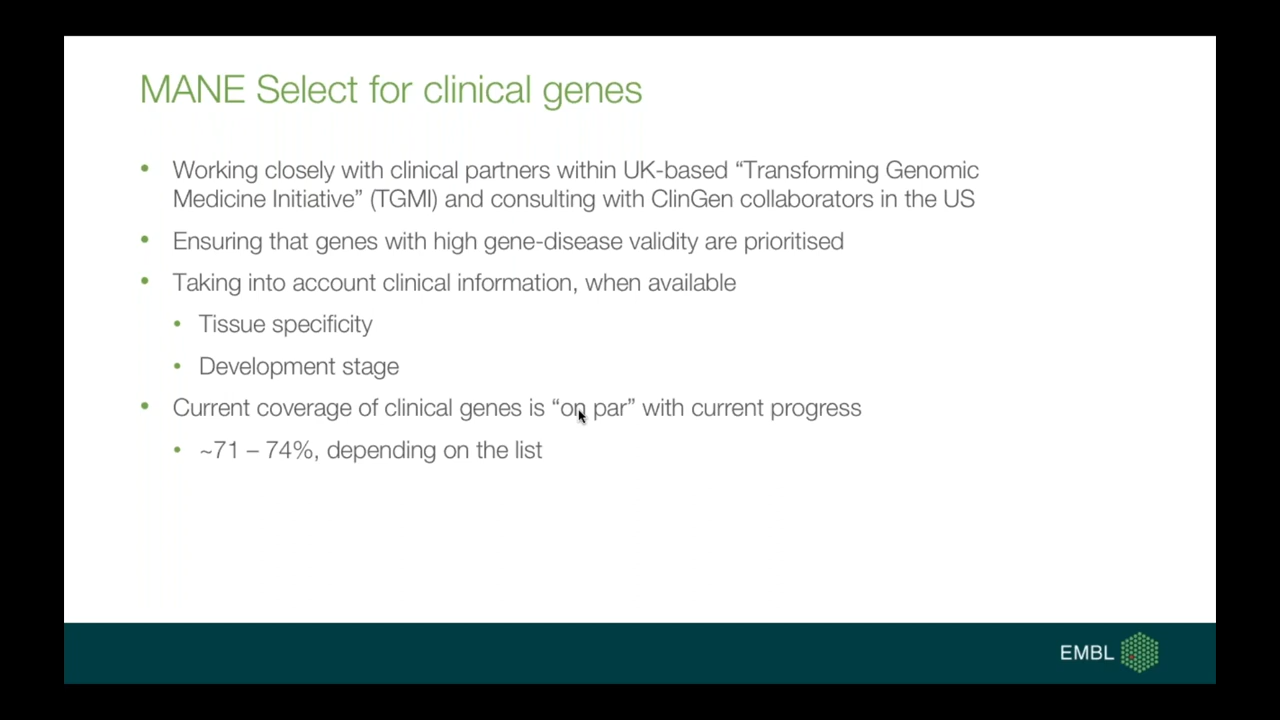 MANE Select for clinical genes
• Working closely with clinical partners within UK-based “Transforming Genomic
Medicine Initiative” (TGMI) and consulting with ClinGen collaborators in the US
• Ensuring that genes with high gene-disease validity are prioritised
• Taking into account clinical information, when available
• Tissue specificity
• Development stage
• Current coverage of clinical genes is “on par” with current progress
• ~71 – 74%, depending on the list
EMBL